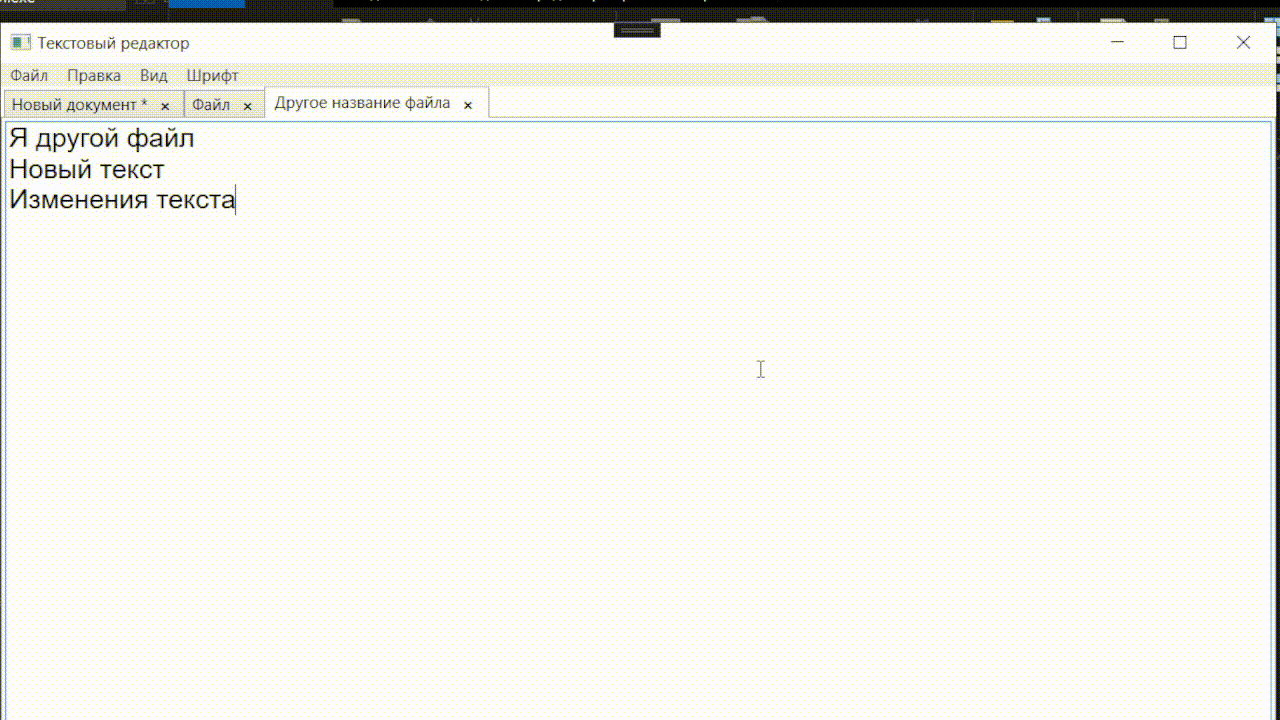 Текстовый редактор
Файл Правка Вид Шрифт
Новый документ * × Файл × Другое название файла ×
Я другой файл
Новый текст
Изменения текста